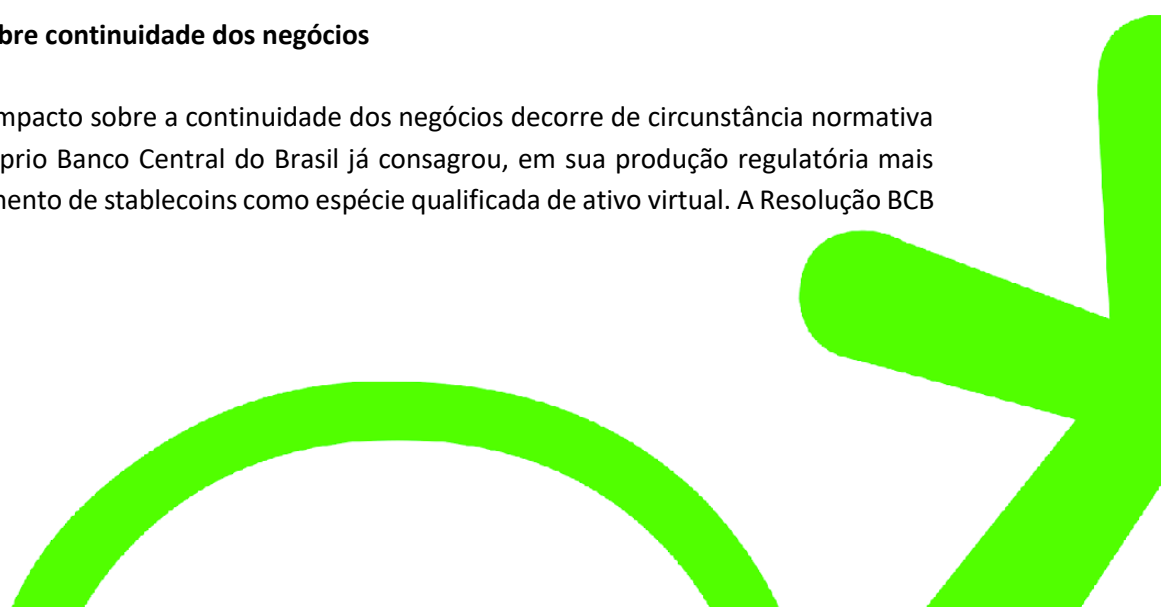 bre continuidade dos negócios
mpacto sobre a continuidade dos negócios decorre de circunstância normativa
prio Banco Central do Brasil já consagrou, em sua produção regulatória mais
mento de stablecoins como espécie qualificada de ativo virtual. A Resolução BCB